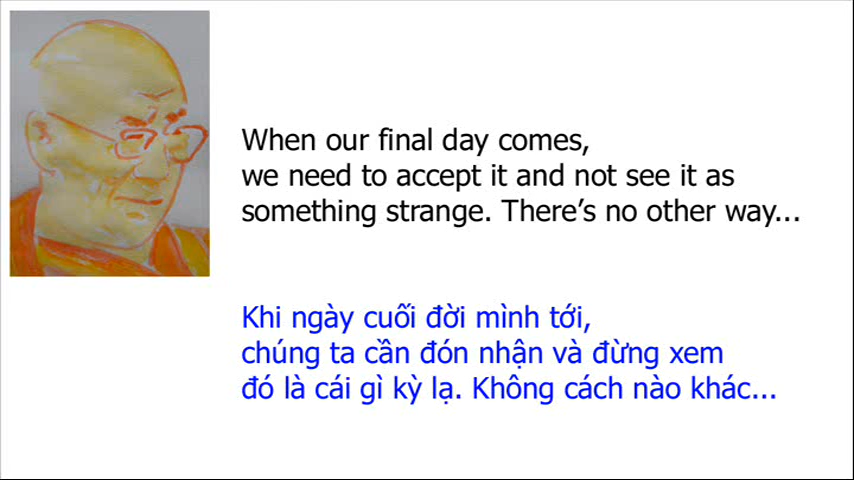 When our final day comes,
we need to accept it and not see it as
something strange. There’s no other way...
Khi ngày cuối đời mình tới,
chúng ta cần đón nhận và đừng xem
đó là cái gì kỳ lạ. Không cách nào khác...